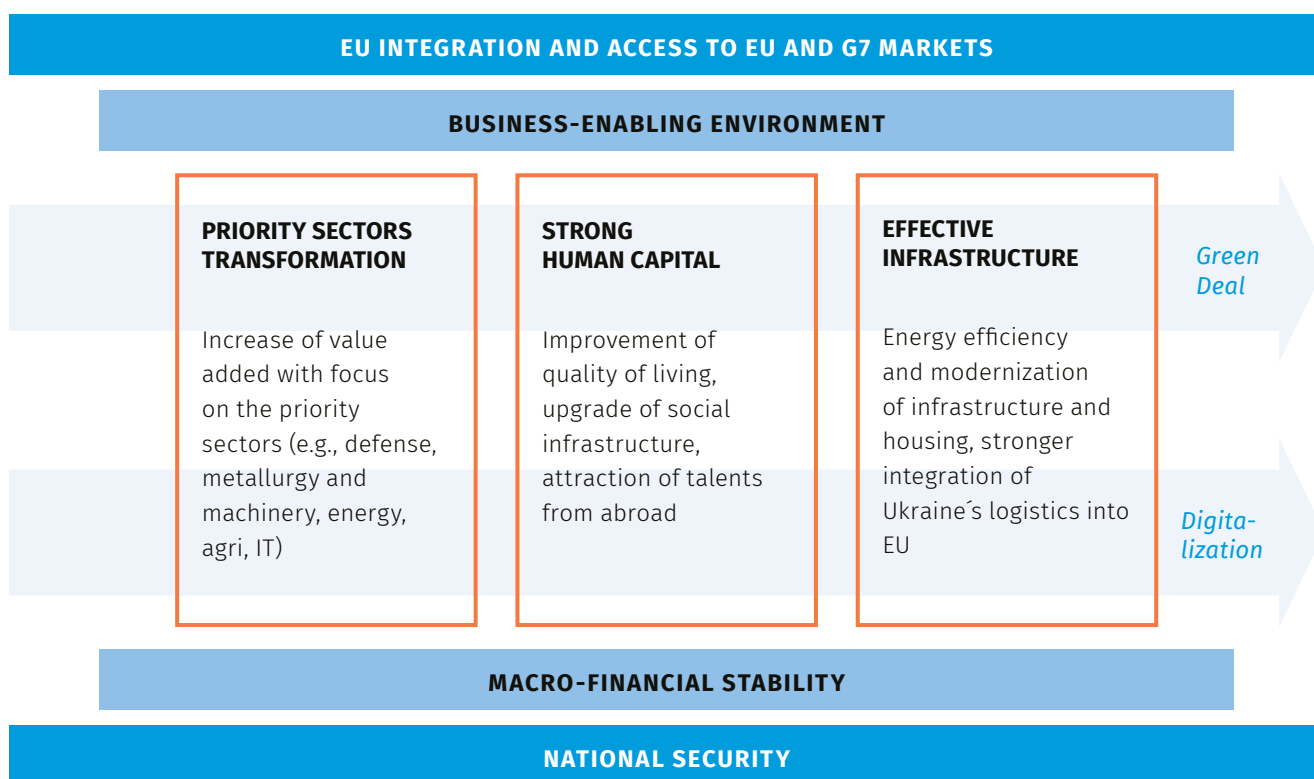 EU INTEGRATION AND ACCESS TO EU AND G7 MARKETS
BUSINESS-ENABLING ENVIRONMENT
PRIORITY SECTORS
TRANSFORMATION
Increase of value
added with focus
on the priority
sectors (e.g., defense,
metallurgy and
machinery, energy,
agri, IT)
STRONG
HUMAN CAPITAL
Improvement of
quality of living,
upgrade of social
infrastructure,
attraction of talents
from abroad
EFFECTIVE
INFRASTRUCTURE
Energy efficiency
and modernization
of infrastructure and
housing, stronger
integration of
Ukraine´s logistics into
EU
Green
Deal
Digita-
lization
MACRO-FINANCIAL STABILITY
NATIONAL SECURITY